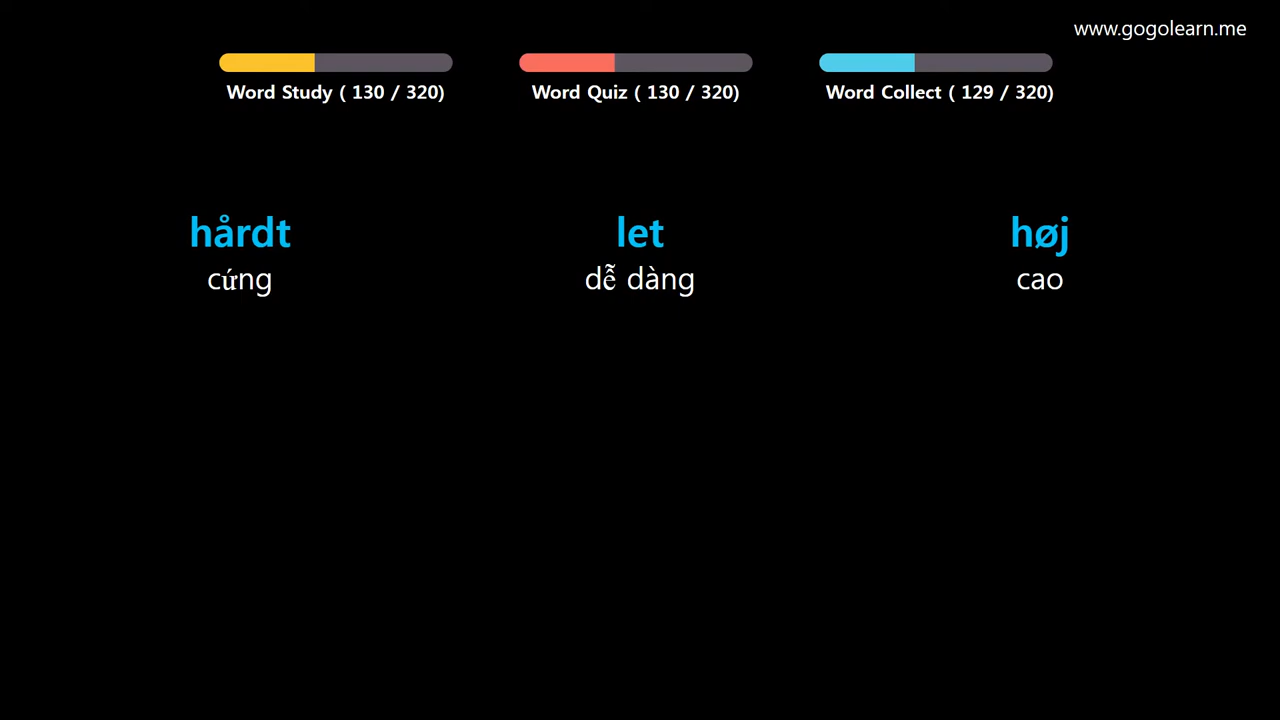 www.gogolearn.me
Word Study ( 130 / 320)
Word Quiz ( 130 / 320)
Word Collect ( 129 / 320)
hårdt
cứng
let
dễ dàng
høj
cao